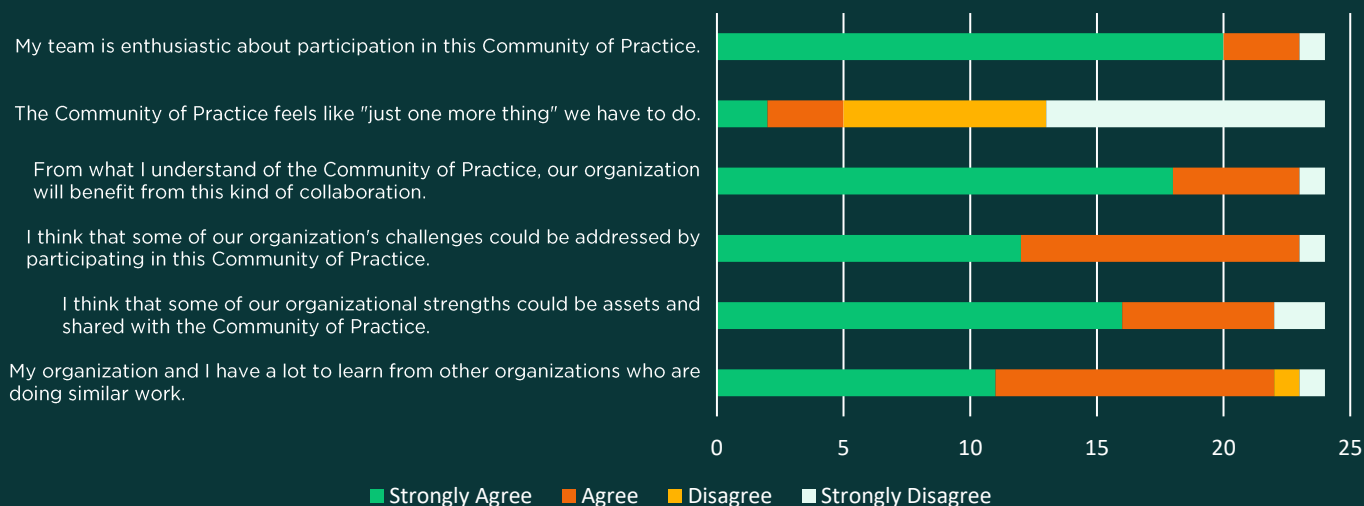 My team is enthusiastic about participation in this Community of Practice.
The Community of Practice feels like "just one more thing" we have to do.
From what I understand of the Community of Practice, our organization
will benefit from this kind of collaboration.
I think that some of our organization's challenges could be addressed by
participating in this Community of Practice.
I think that some of our organizational strengths could be assets and
shared with the Community of Practice.
My organization and I have a lot to learn from other organizations who are
doing similar work.
0 5 10 15 20 25
Strongly Agree Agree Disagree Strongly Disagree